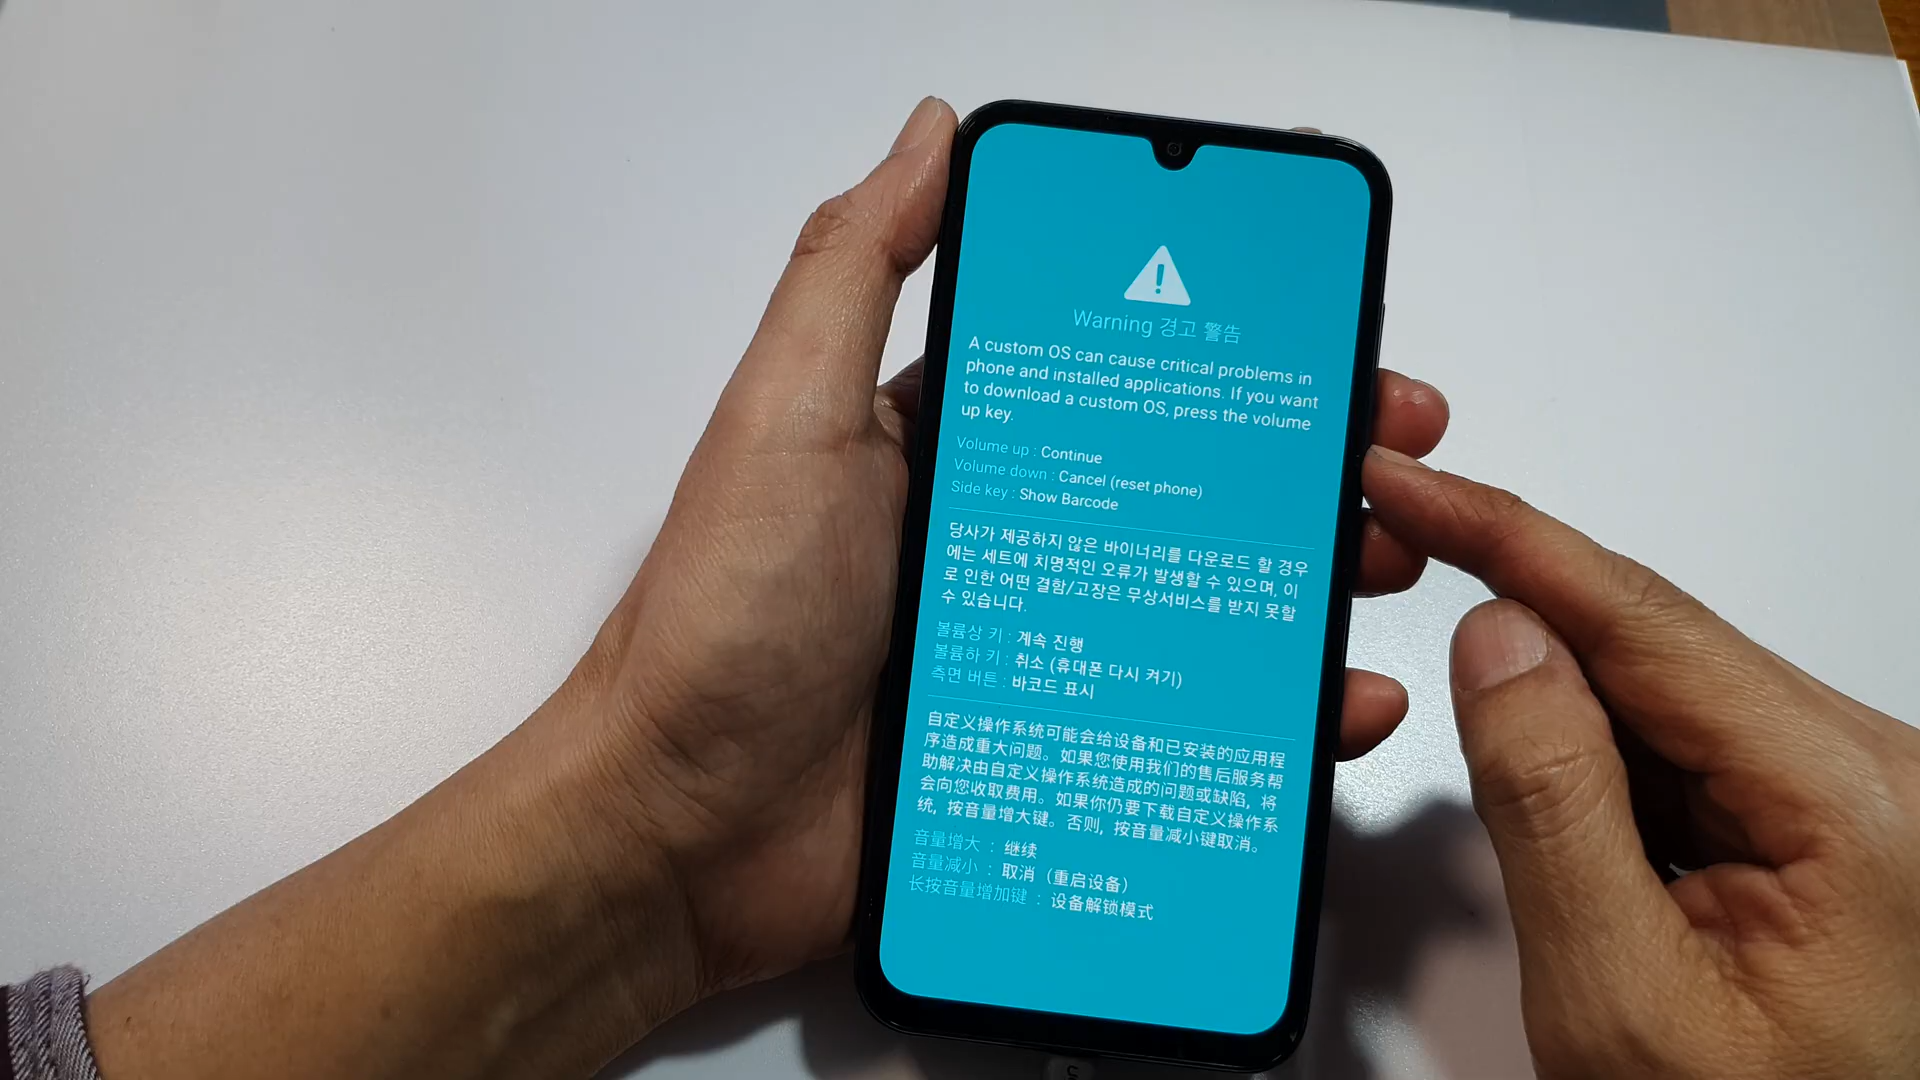 Warning 경고 警告
A custom OS can cause critical problems in
phone and installed applications. If you want
to download a custom OS, press the volume
up key.
Volume up : Continue
Volume down : Cancel (reset phone)
Side key : Show Barcode
당사가 제공하지 않은 바이너리를 다운로드 할 경우
에는 세트에 치명적인 오류가 발생할 수 있으며, 이
로 인한 어떤 결함/고장은 무상서비스를 받지 못할
수 있습니다.
볼륨상 키 : 계속 진행
볼륨하 키 : 취소 (휴대폰 다시 켜기)
측면 버튼 : 바코드 표시
自定义操作系统可能会给设备和已安装的应用程
序造成重大问题。如果您使用我们的售后服务帮
助解决由自定义操作系统造成的问题或缺陷, 将
会向您收取费用。如果你仍要下载自定义操作系
统, 按音量增大键。否则, 按音量减小键取消。
音量增大 : 继续
音量减小 : 取消 (重启设备)
长按音量增加键 : 设备解锁模式